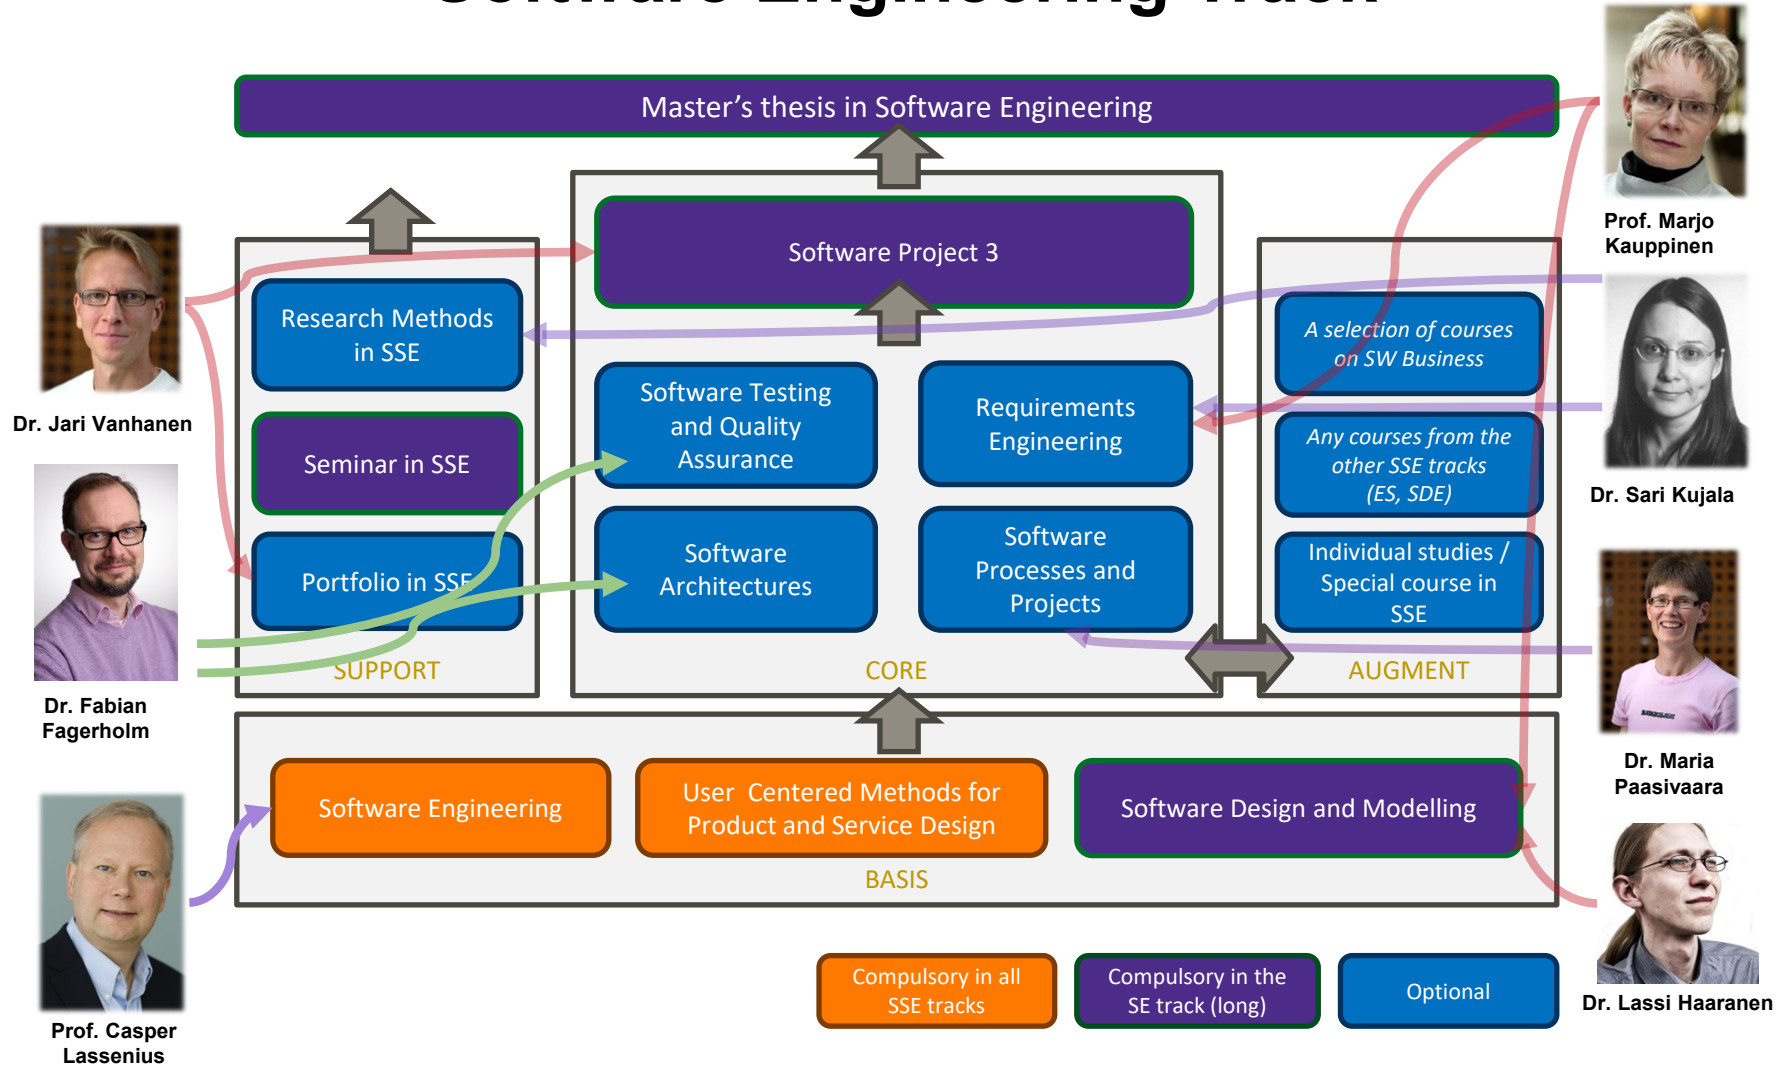 Software Engineering Track
Master's thesis in Software Engineering
Software Project 3
Research Methods
in SSE
Seminar in SSE
Portfolio in SSE
SUPPORT
Software Testing
and Quality
Assurance
Requirements
Engineering
Software
Architectures
Software
Processes and
Projects
CORE
A selection of courses
on SW Business
Any courses from the
other SSE tracks
(ES, SDE)
Individual studies /
Special course in
SSE
AUGMENT
Software Engineering
User  Centered Methods for
Product and Service Design
Software Design and Modelling
BASIS
Compulsory in all
SSE tracks
Compulsory in the
SE track (long)
Optional
Dr. Jari Vanhanen
Dr. Fabian
Fagerholm
Prof. Casper
Lassenius
Prof. Marjo
Kauppinen
Dr. Sari Kujala
Dr. Maria
Paasivaara
Dr. Lassi Haaranen